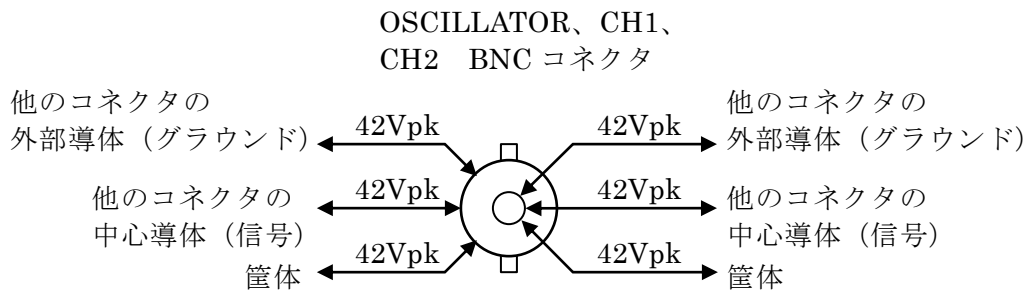 OSCILLATOR、CH1、
CH2　BNC コネクタ
他のコネクタの
外部導体（グラウンド）
42Vpk
42Vpk
他のコネクタの
外部導体（グラウンド）
他のコネクタの
中心導体（信号）
42Vpk
42Vpk
他のコネクタの
中心導体（信号）
筐体
42Vpk
42Vpk
筐体